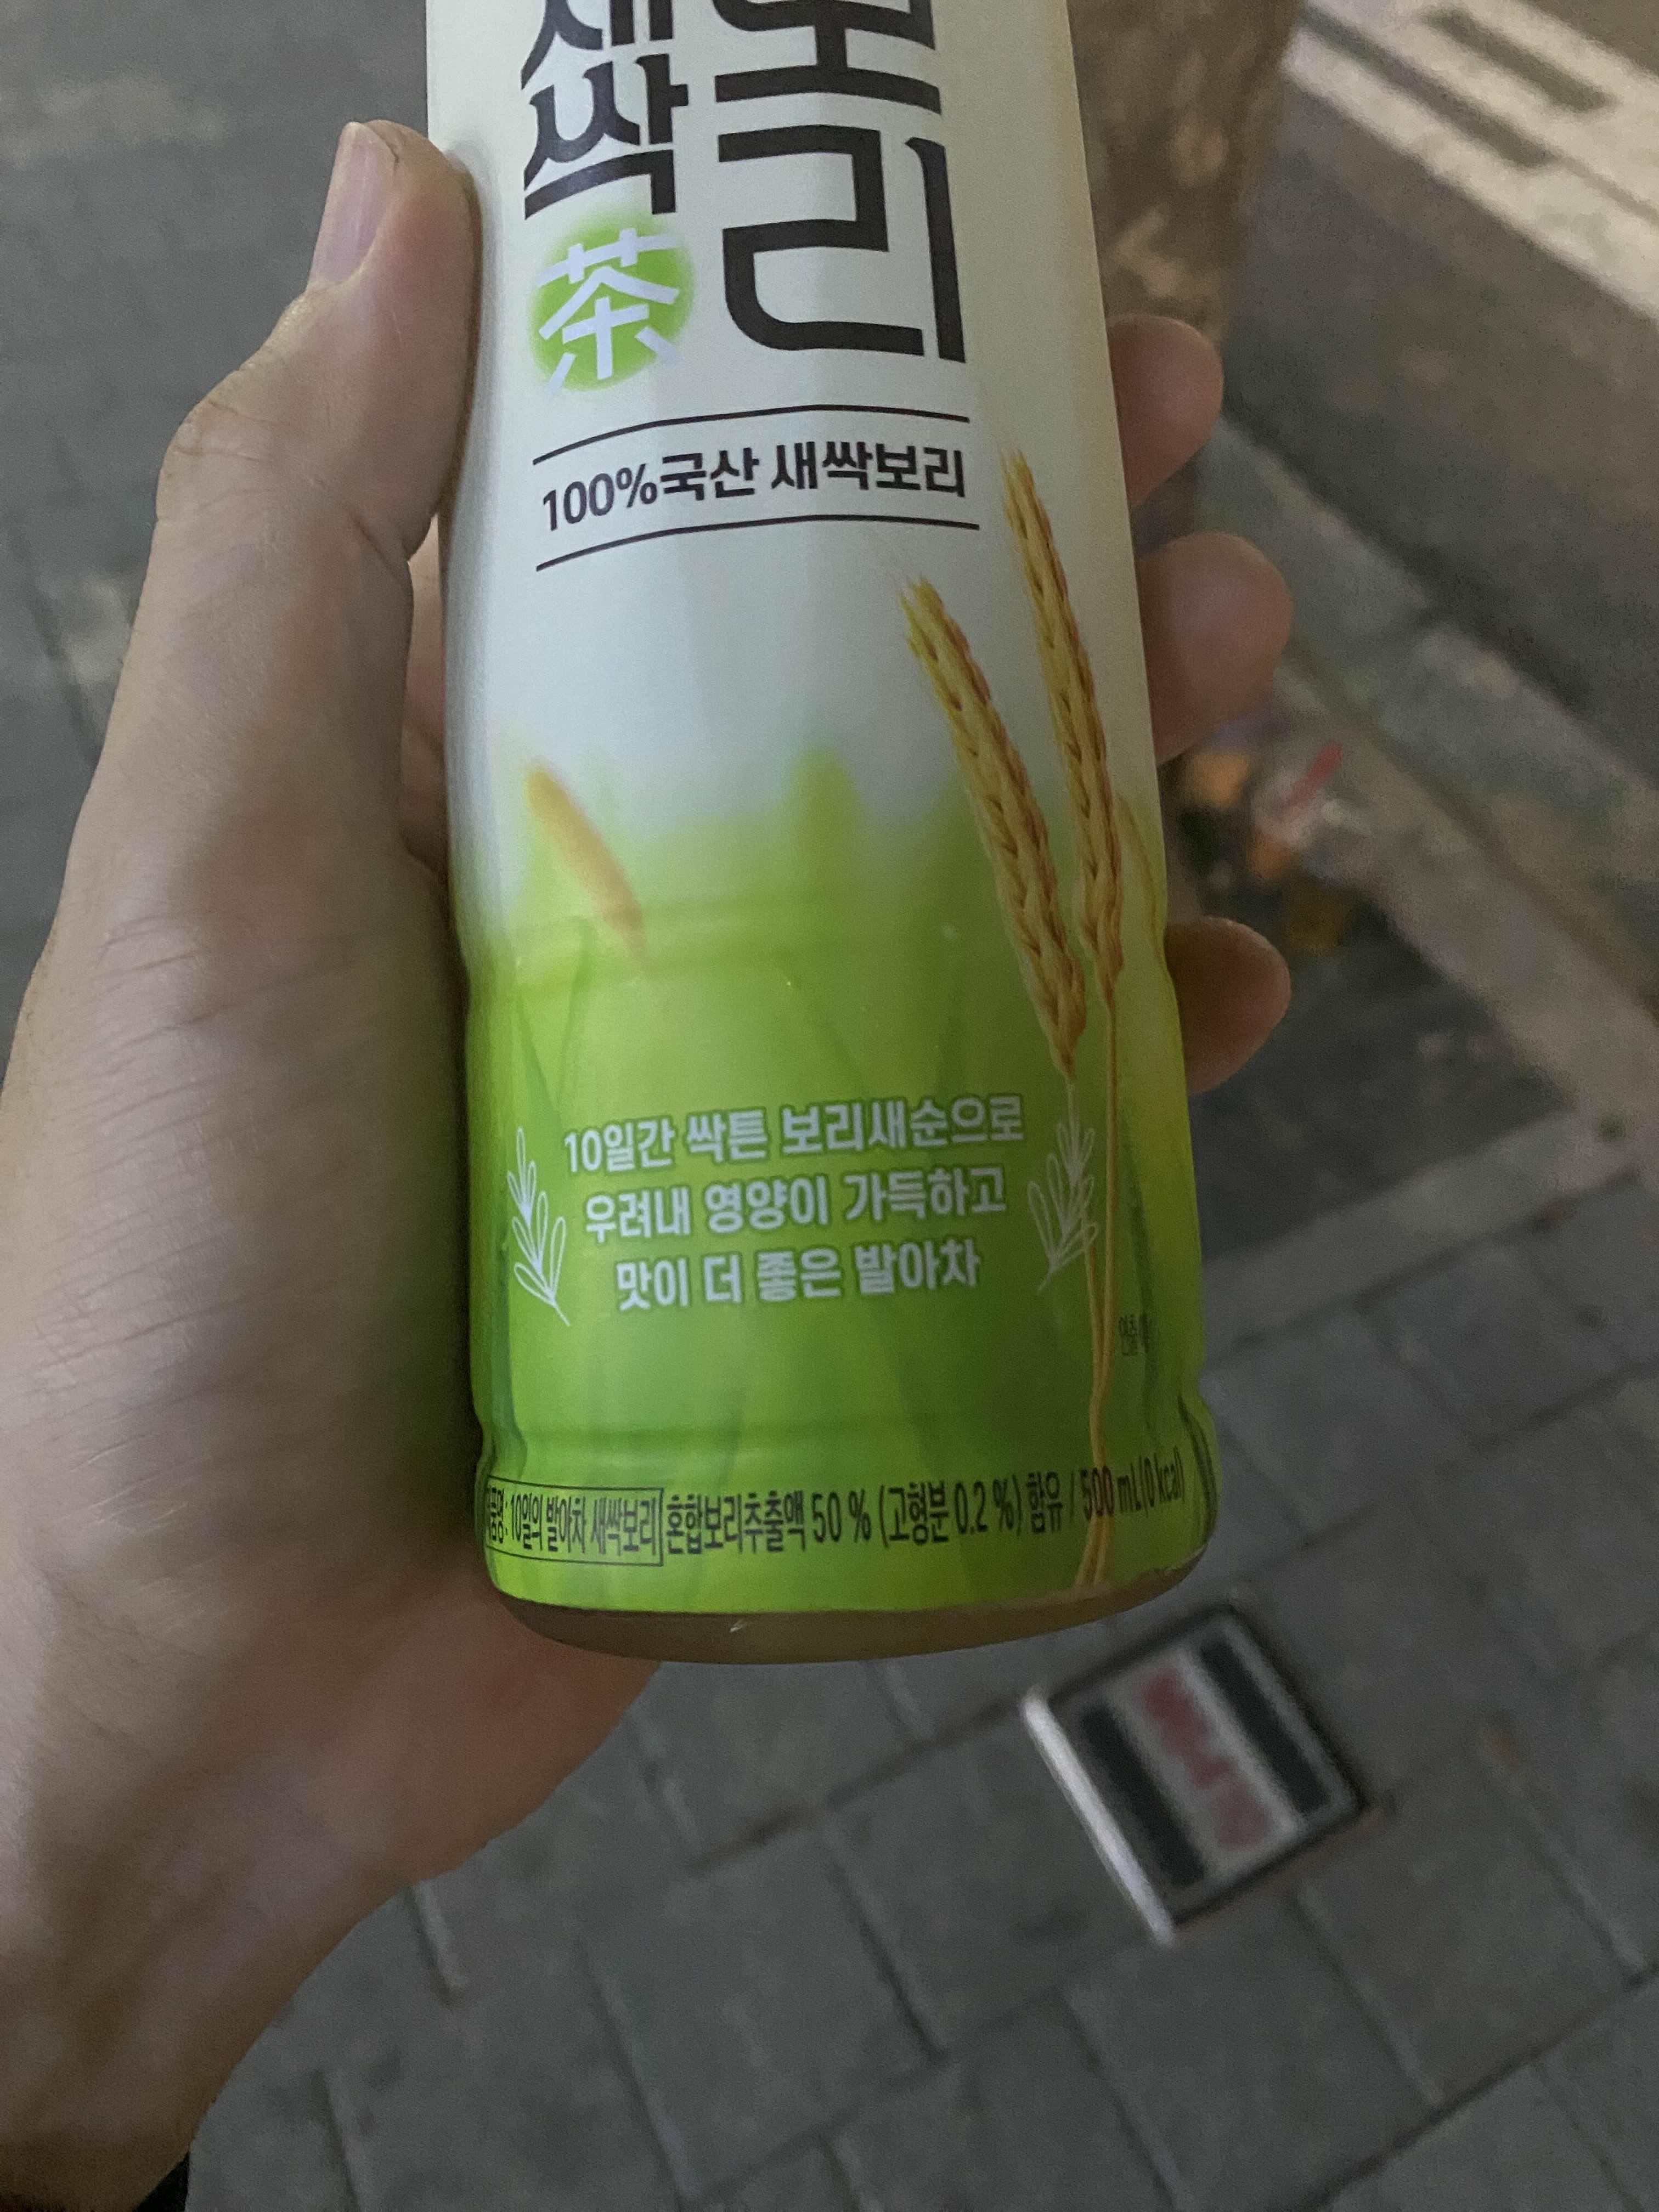 새싹
보리
茶
100%국산 새싹보리
10일간 싹튼 보리새순으로
우려내 영양이 가득하고
맛이 더 좋은 발아차
제품명: 10일의 발아차 새싹보리 혼합보리추출액 50 % (고형분 0.2 %) 함유 / 500 mL(0 kcal)